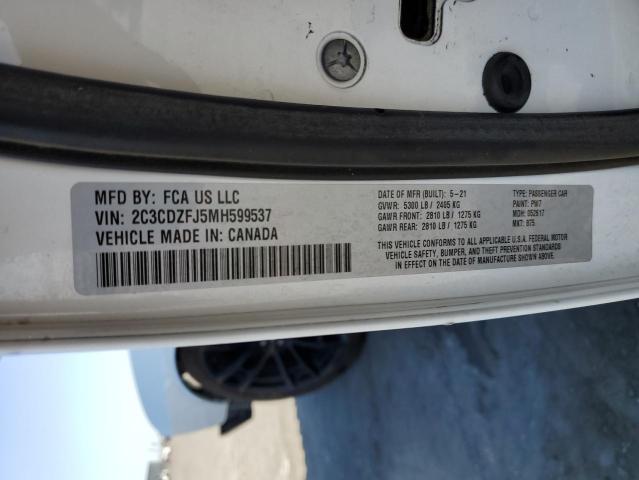 MFD BY: FCA US LLC
VIN: 2C3CDZFJ5MH599537
VEHICLE MADE IN: CANADA
DATE OF MFR (BUILT): 5-21
GVWR: 5300 LB / 2405 KG
GAWR FRONT: 2810 LB / 1275 KG
GAWR REAR: 2810 LB / 1275 KG
TYPE: PASSENGER CAR
PAINT: PW7
MDH: 052617
MKT: B75
THIS VEHICLE CONFORMS TO ALL APPLICABLE U.S.A. FEDERAL MOTOR
VEHICLE SAFETY, BUMPER, AND THEFT PREVENTION STANDARDS
IN EFFECT ON THE DATE OF MANUFACTURE SHOWN ABOVE.